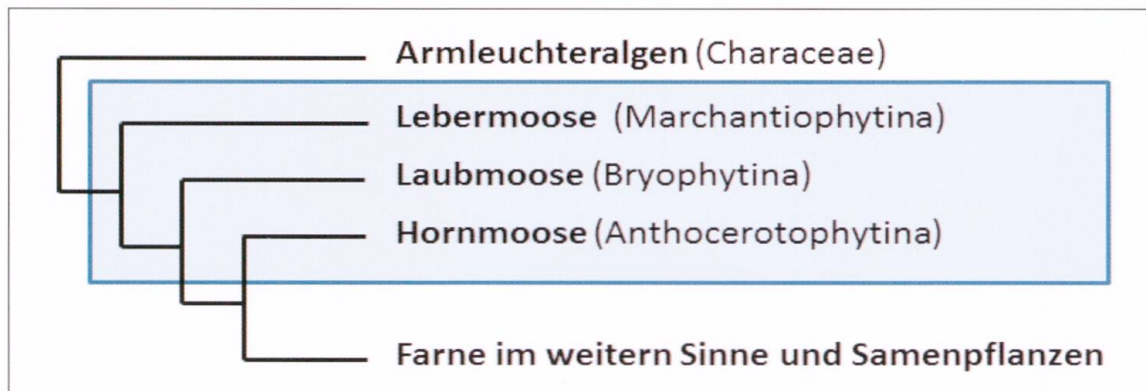 Armleuchteralgen (Characeae)
Lebermoose (Marchantiophytina)
Laubmoose (Bryophytina)
Hornmoose (Anthocerotophytina)
Farne im weitern Sinne und Samenpflanzen